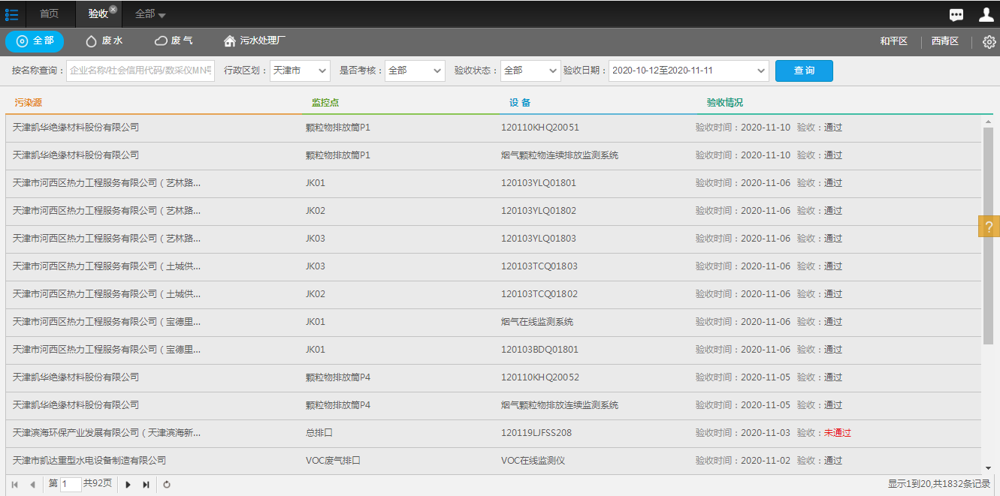 首页 验收 全部
全部 废水 废气 污水处理厂 和平区 西青区
按名称查询： 企业名称/社会信用代码/数采仪MN号 行政区划： 天津市 是否考核： 全部 验收状态： 全部 验收日期： 2020-10-12至2020-11-11 查询
污染源 监控点 设备 验收情况
天津凯华绝缘材料股份有限公司 颗粒物排放筒P1 120110KHQ20051 验收时间：2020-11-10 验收：通过
天津凯华绝缘材料股份有限公司 颗粒物排放筒P1 烟气颗粒物连续排放监测系统 验收时间：2020-11-10 验收：通过
天津市河西区热力工程服务有限公司（艺林路... JK01 120103YLQ01801 验收时间：2020-11-06 验收：通过
天津市河西区热力工程服务有限公司（艺林路... JK02 120103YLQ01802 验收时间：2020-11-06 验收：通过
天津市河西区热力工程服务有限公司（艺林路... JK03 120103YLQ01803 验收时间：2020-11-06 验收：通过
天津市河西区热力工程服务有限公司（土城供... JK03 120103TCQ01803 验收时间：2020-11-06 验收：通过
天津市河西区热力工程服务有限公司（土城供... JK02 120103TCQ01802 验收时间：2020-11-06 验收：通过
天津市河西区热力工程服务有限公司（宝德里... JK01 烟气在线监测系统 验收时间：2020-11-06 验收：通过
天津市河西区热力工程服务有限公司（宝德里... JK01 120103BDQ01801 验收时间：2020-11-06 验收：通过
天津凯华绝缘材料股份有限公司 颗粒物排放筒P4 120110KHQ20052 验收时间：2020-11-05 验收：通过
天津凯华绝缘材料股份有限公司 颗粒物排放筒P4 烟气颗粒物排放连续监测系统 验收时间：2020-11-05 验收：通过
天津滨海环保产业发展有限公司（天津滨海新... 总排口 120119LJFSS208 验收时间：2020-11-03 验收：未通过
天津市凯达重型水电设备制造有限公司 VOC废气排口 VOC在线监测仪 验收时间：2020-11-02 验收：通过
第 1 共92页 显示1到20,共1832条记录
?